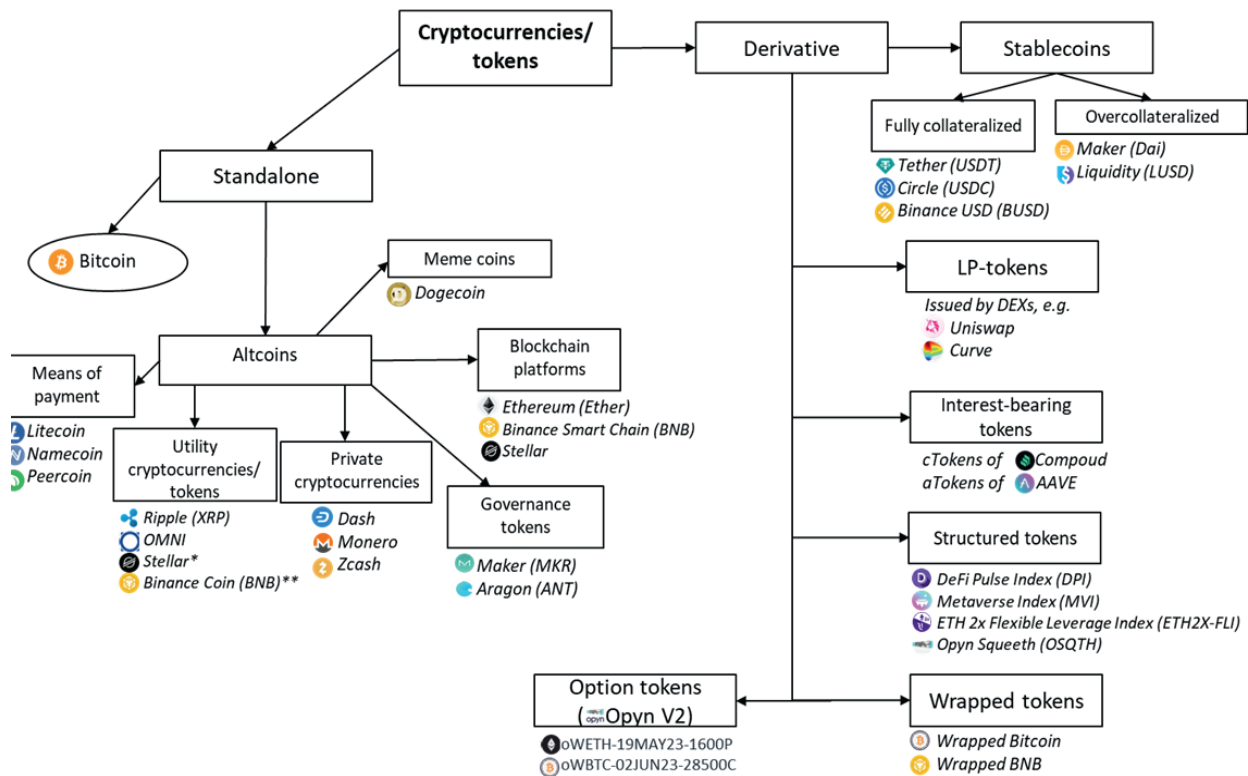 Cryptocurrencies/
tokens
Derivative
Stablecoins
Fully collateralized
Tether (USDT)
Circle (USDC)
Binance USD (BUSD)
Overcollateralized
Maker (Dai)
Liquidity (LUSD)
Standalone
Bitcoin
Meme coins
Dogecoin
Altcoins
Means of
payment
Litecoin
Namecoin
Peercoin
Utility
cryptocurrencies/
tokens
Ripple (XRP)
OMNI
Stellar*
Binance Coin (BNB)**
Private
cryptocurrencies
Dash
Monero
Zcash
Blockchain
platforms
Ethereum (Ether)
Binance Smart Chain (BNB)
Stellar
Governance
tokens
Maker (MKR)
Aragon (ANT)
LP-tokens
Issued by DEXs, e.g.
Uniswap
Curve
Interest-bearing
tokens
cTokens of Compoud
aTokens of AAVE
Structured tokens
DeFi Pulse Index (DPI)
Metaverse Index (MVI)
ETH 2x Flexible Leverage Index (ETH2X-FLI)
Opyn Squeeth (OSQTH)
Option tokens
(opyn Opyn V2)
oWETH-19MAY23-1600P
oWBTC-02JUN23-28500C
Wrapped tokens
Wrapped Bitcoin
Wrapped BNB